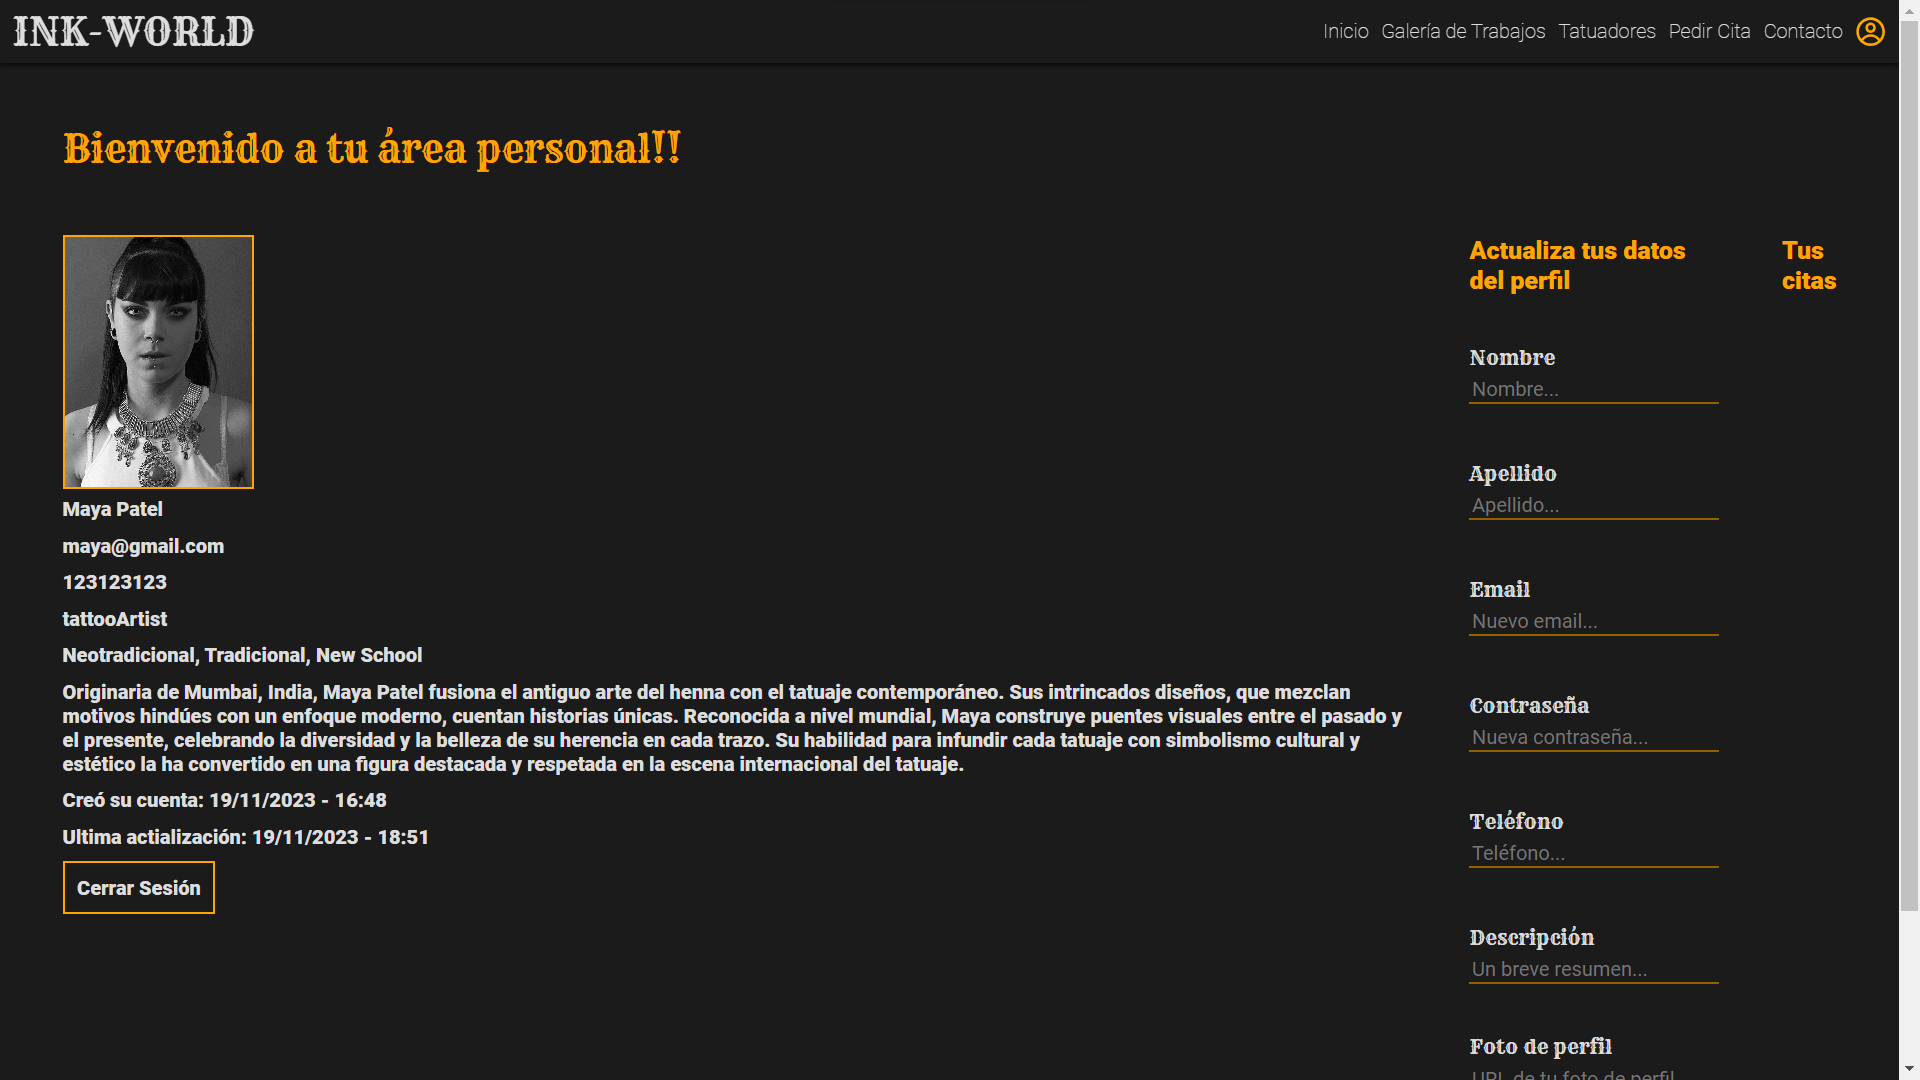 INK-WORLD
Inicio Galería de Trabajos Tatuadores Pedir Cita Contacto
Bienvenido a tu área personal!!
Maya Patel
maya@gmail.com
123123123
tattooArtist
Neotradicional, Tradicional, New School
Originaria de Mumbai, India, Maya Patel fusiona el antiguo arte del henna con el tatuaje contemporáneo. Sus intrincados diseños, que mezclan
motivos hindúes con un enfoque moderno, cuentan historias únicas. Reconocida a nivel mundial, Maya construye puentes visuales entre el pasado y
el presente, celebrando la diversidad y la belleza de su herencia en cada trazo. Su habilidad para infundir cada tatuaje con simbolismo cultural y
estético la ha convertido en una figura destacada y respetada en la escena internacional del tatuaje.
Creó su cuenta: 19/11/2023 - 16:48
Ultima actialización: 19/11/2023 - 18:51
Cerrar Sesión
Actualiza tus datos
del perfil
Nombre
Nombre...
Apellido
Apellido...
Email
Nuevo email...
Contraseña
Nueva contraseña...
Teléfono
Teléfono...
Descripción
Un breve resumen...
Foto de perfil
URL de tu foto de perfil
Tus
citas